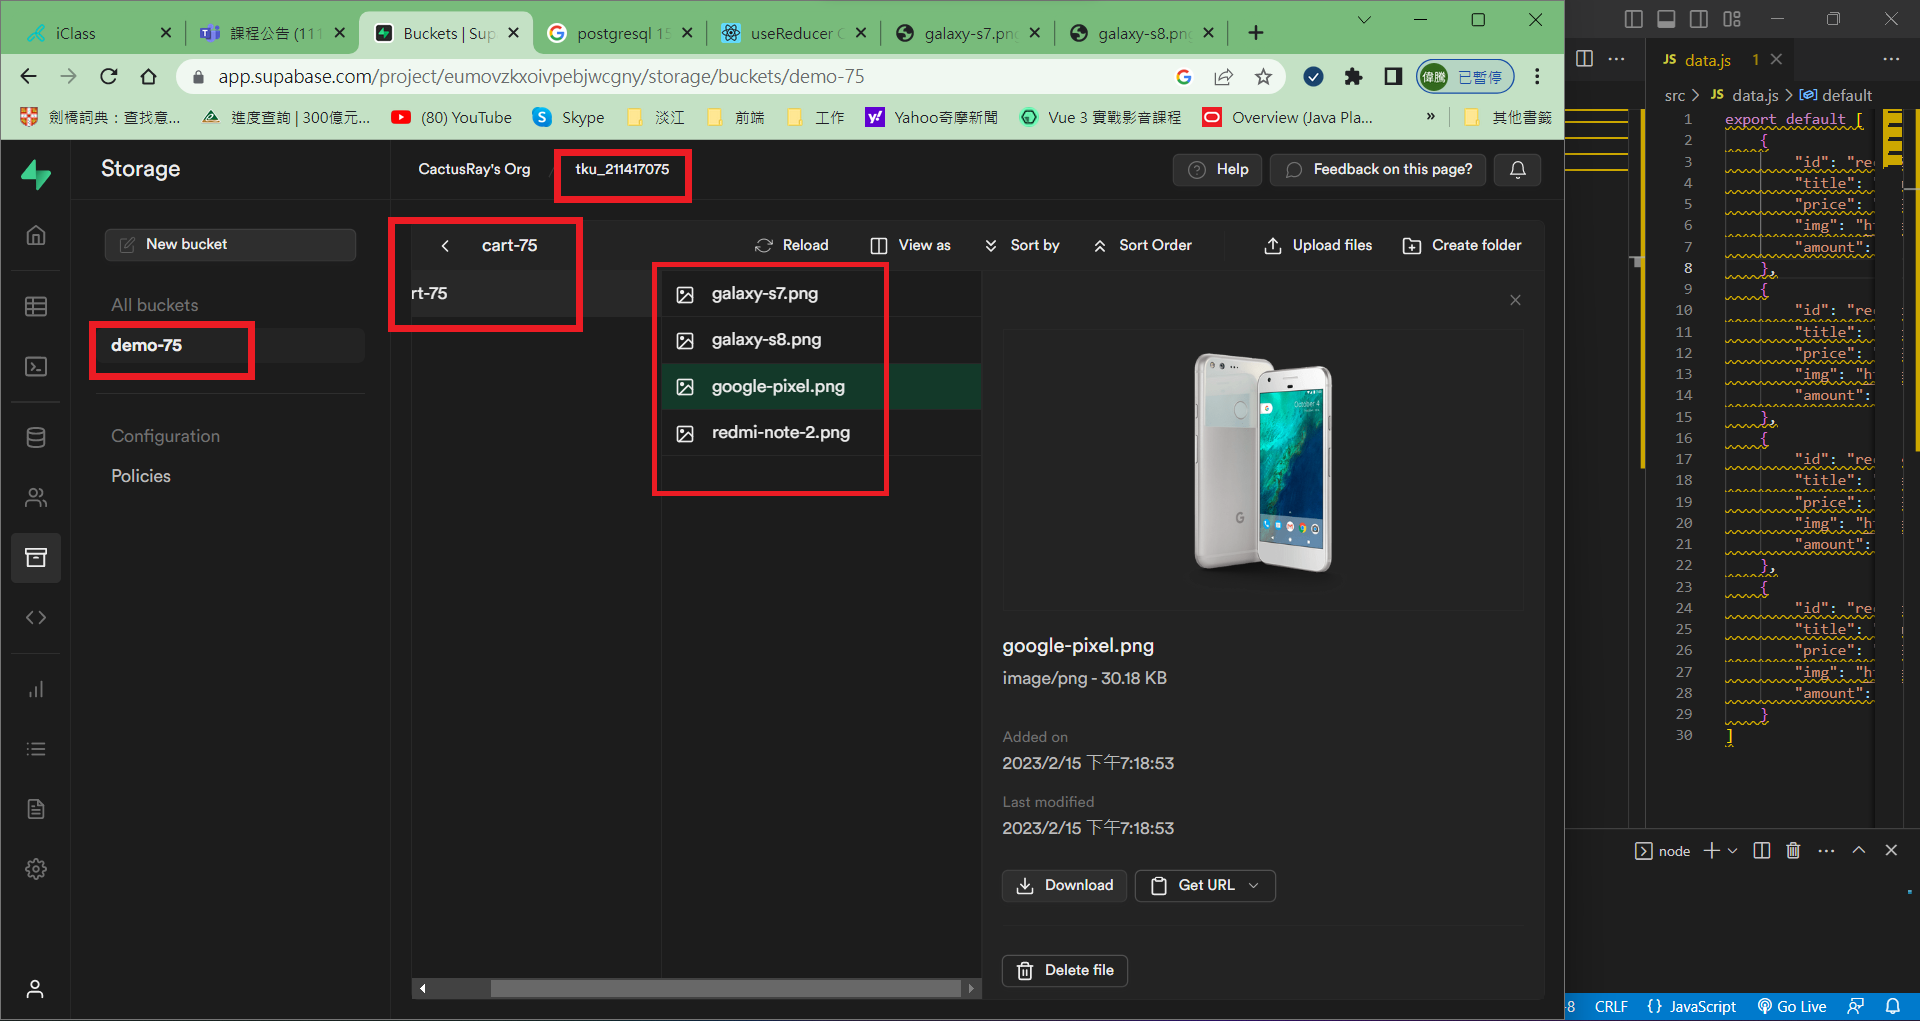 iClass
課程公告 (111
Buckets | Sup
postgresql 15
useReducer
galaxy-s7.pn
galaxy-s8.pn
app.supabase.com/project/eumovzkxoivpebjwcgny/storage/buckets/demo-75
偉騰 已暫停
劍橋詞典：查找意...
進度查詢 | 300億元...
(80) YouTube
Skype
淡江
前端
工作
Yahoo奇摩新聞
Vue 3 實戰影音課程
Overview (Java Pla...
»
其他書籤
Storage
CactusRay's Org
tku_211417075
Help
Feedback on this page?
New bucket
All buckets
demo-75
Configuration
Policies
cart-75
Reload
View as
Sort by
Sort Order
Upload files
Create folder
rt-75
galaxy-s7.png
galaxy-s8.png
google-pixel.png
redmi-note-2.png
google-pixel.png
image/png - 30.18 KB
Added on
2023/2/15 下午7:18:53
Last modified
2023/2/15 下午7:18:53
Download
Get URL
Delete file
JS data.js 1
src > JS data.js > default
1 export default [
2 {
3 "id": "re
4 "title":
5 "price":
6 "img": "h
7 "amount":
8 },
9 {
10 "id": "re
11 "title":
12 "price":
13 "img": "h
14 "amount":
15 },
16 {
17 "id": "re
18 "title":
19 "price":
20 "img": "h
21 "amount":
22 },
23 {
24 "id": "re
25 "title":
26 "price":
27 "img": "h
28 "amount":
29 }
30 ]
node
-8 CRLF {} JavaScript Go Live